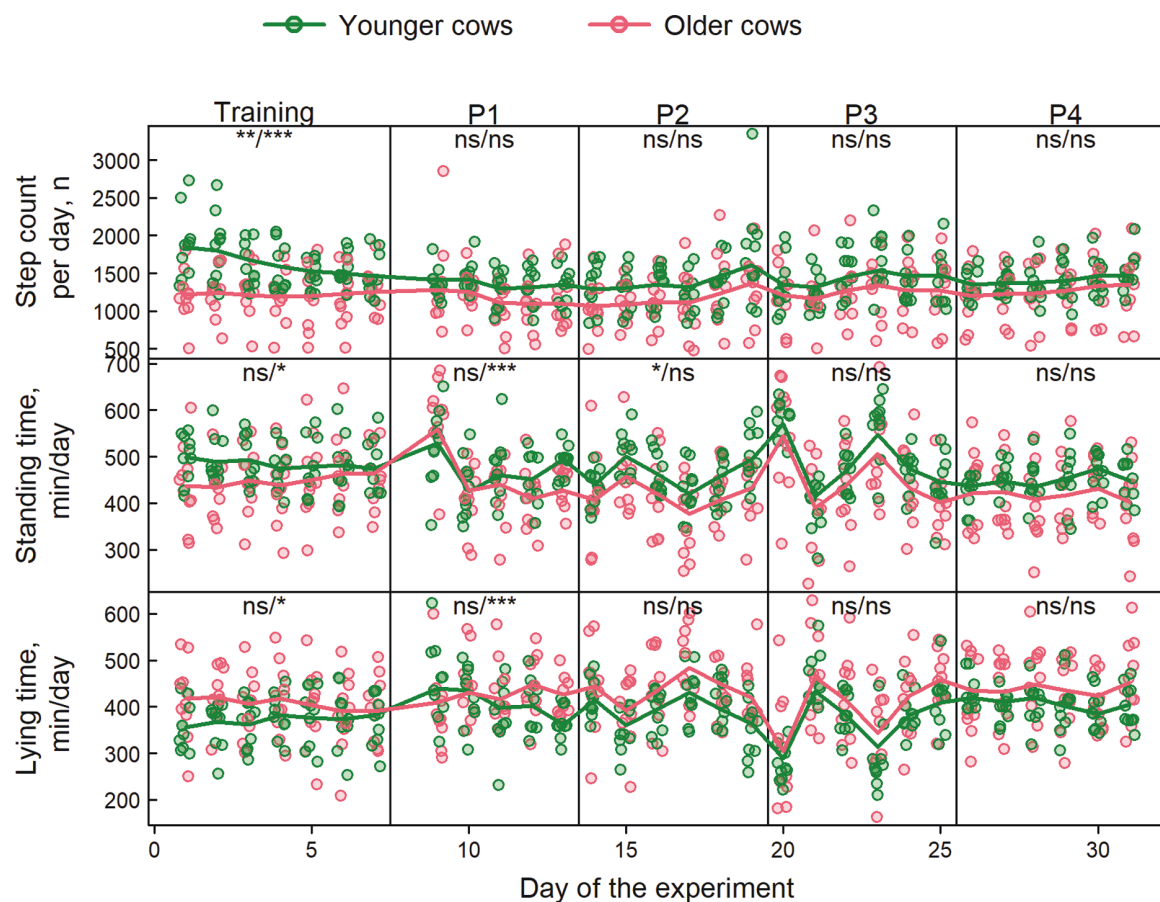 Younger cows Older cows
Training P1 P2 P3 P4
**/*** ns/ns ns/ns ns/ns ns/ns
Step count
per day, n
3000
2500
2000
1500
1000
500
ns/* ns/*** */ns ns/ns ns/ns
Standing time,
min/day
700
600
500
400
300
ns/* ns/*** ns/ns ns/ns ns/ns
Lying time,
min/day
600
500
400
300
200
0 5 10 15 20 25 30
Day of the experiment